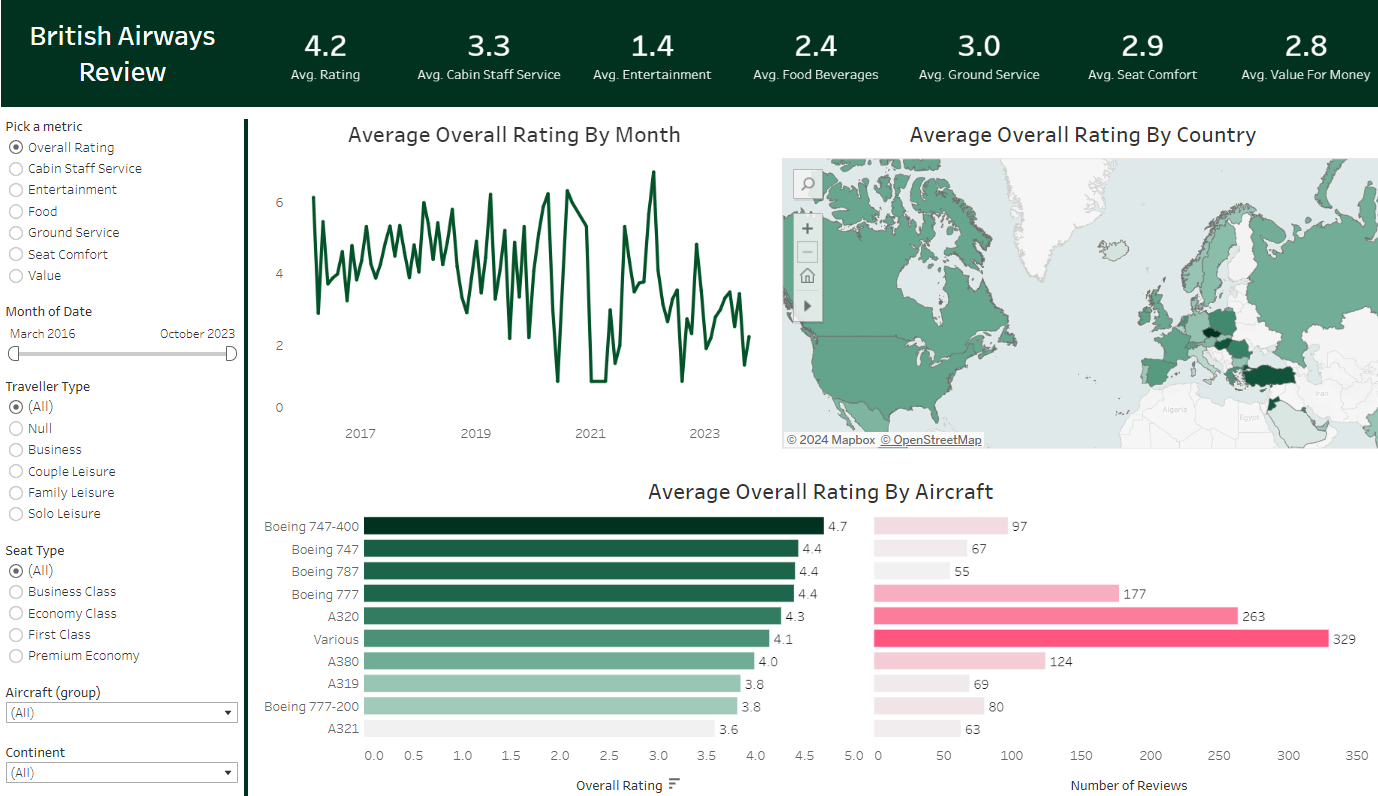 British Airways
Review
4.2
Avg. Rating
3.3
Avg. Cabin Staff Service
1.4
Avg. Entertainment
2.4
Avg. Food Beverages
3.0
Avg. Ground Service
2.9
Avg. Seat Comfort
2.8
Avg. Value For Money
Pick a metric
Overall Rating
Cabin Staff Service
Entertainment
Food
Ground Service
Seat Comfort
Value
Month of Date
March 2016 October 2023
Traveller Type
(All)
Null
Business
Couple Leisure
Family Leisure
Solo Leisure
Seat Type
(All)
Business Class
Economy Class
First Class
Premium Economy
Aircraft (group)
(All)
Continent
(All)
Average Overall Rating By Month
6
4
2
0
2017 2019 2021 2023
Average Overall Rating By Country
+
−
Algeria
Egypt
Iran
© 2024 Mapbox © OpenStreetMap
Average Overall Rating By Aircraft
Boeing 747-400 4.7 97
Boeing 747 4.4 67
Boeing 787 4.4 55
Boeing 777 4.4 177
A320 4.3 263
Various 4.1 329
A380 4.0 124
A319 3.8 69
Boeing 777-200 3.8 80
A321 3.6 63
0.0 0.5 1.0 1.5 2.0 2.5 3.0 3.5 4.0 4.5 5.0 0 50 100 150 200 250 300 350
Overall Rating Number of Reviews